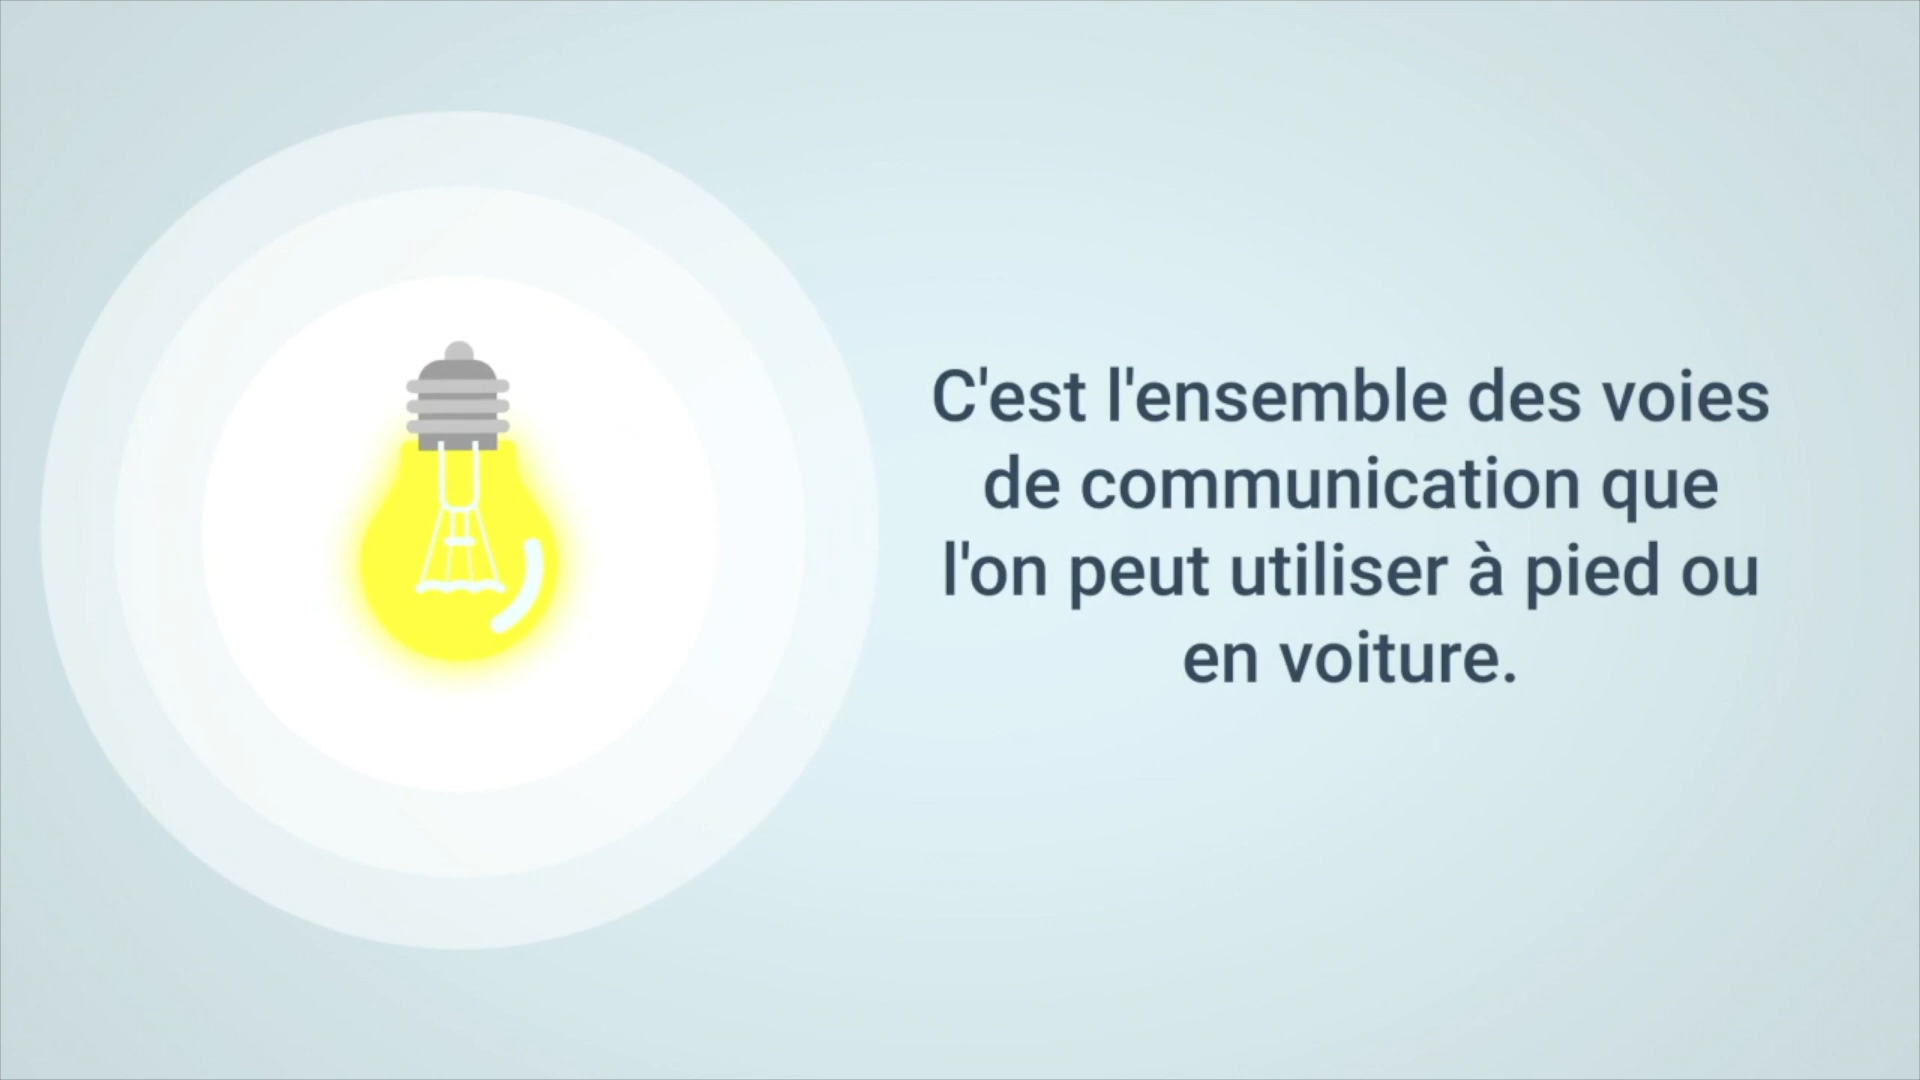 C'est l'ensemble des voies
de communication que
l'on peut utiliser à pied ou
en voiture.